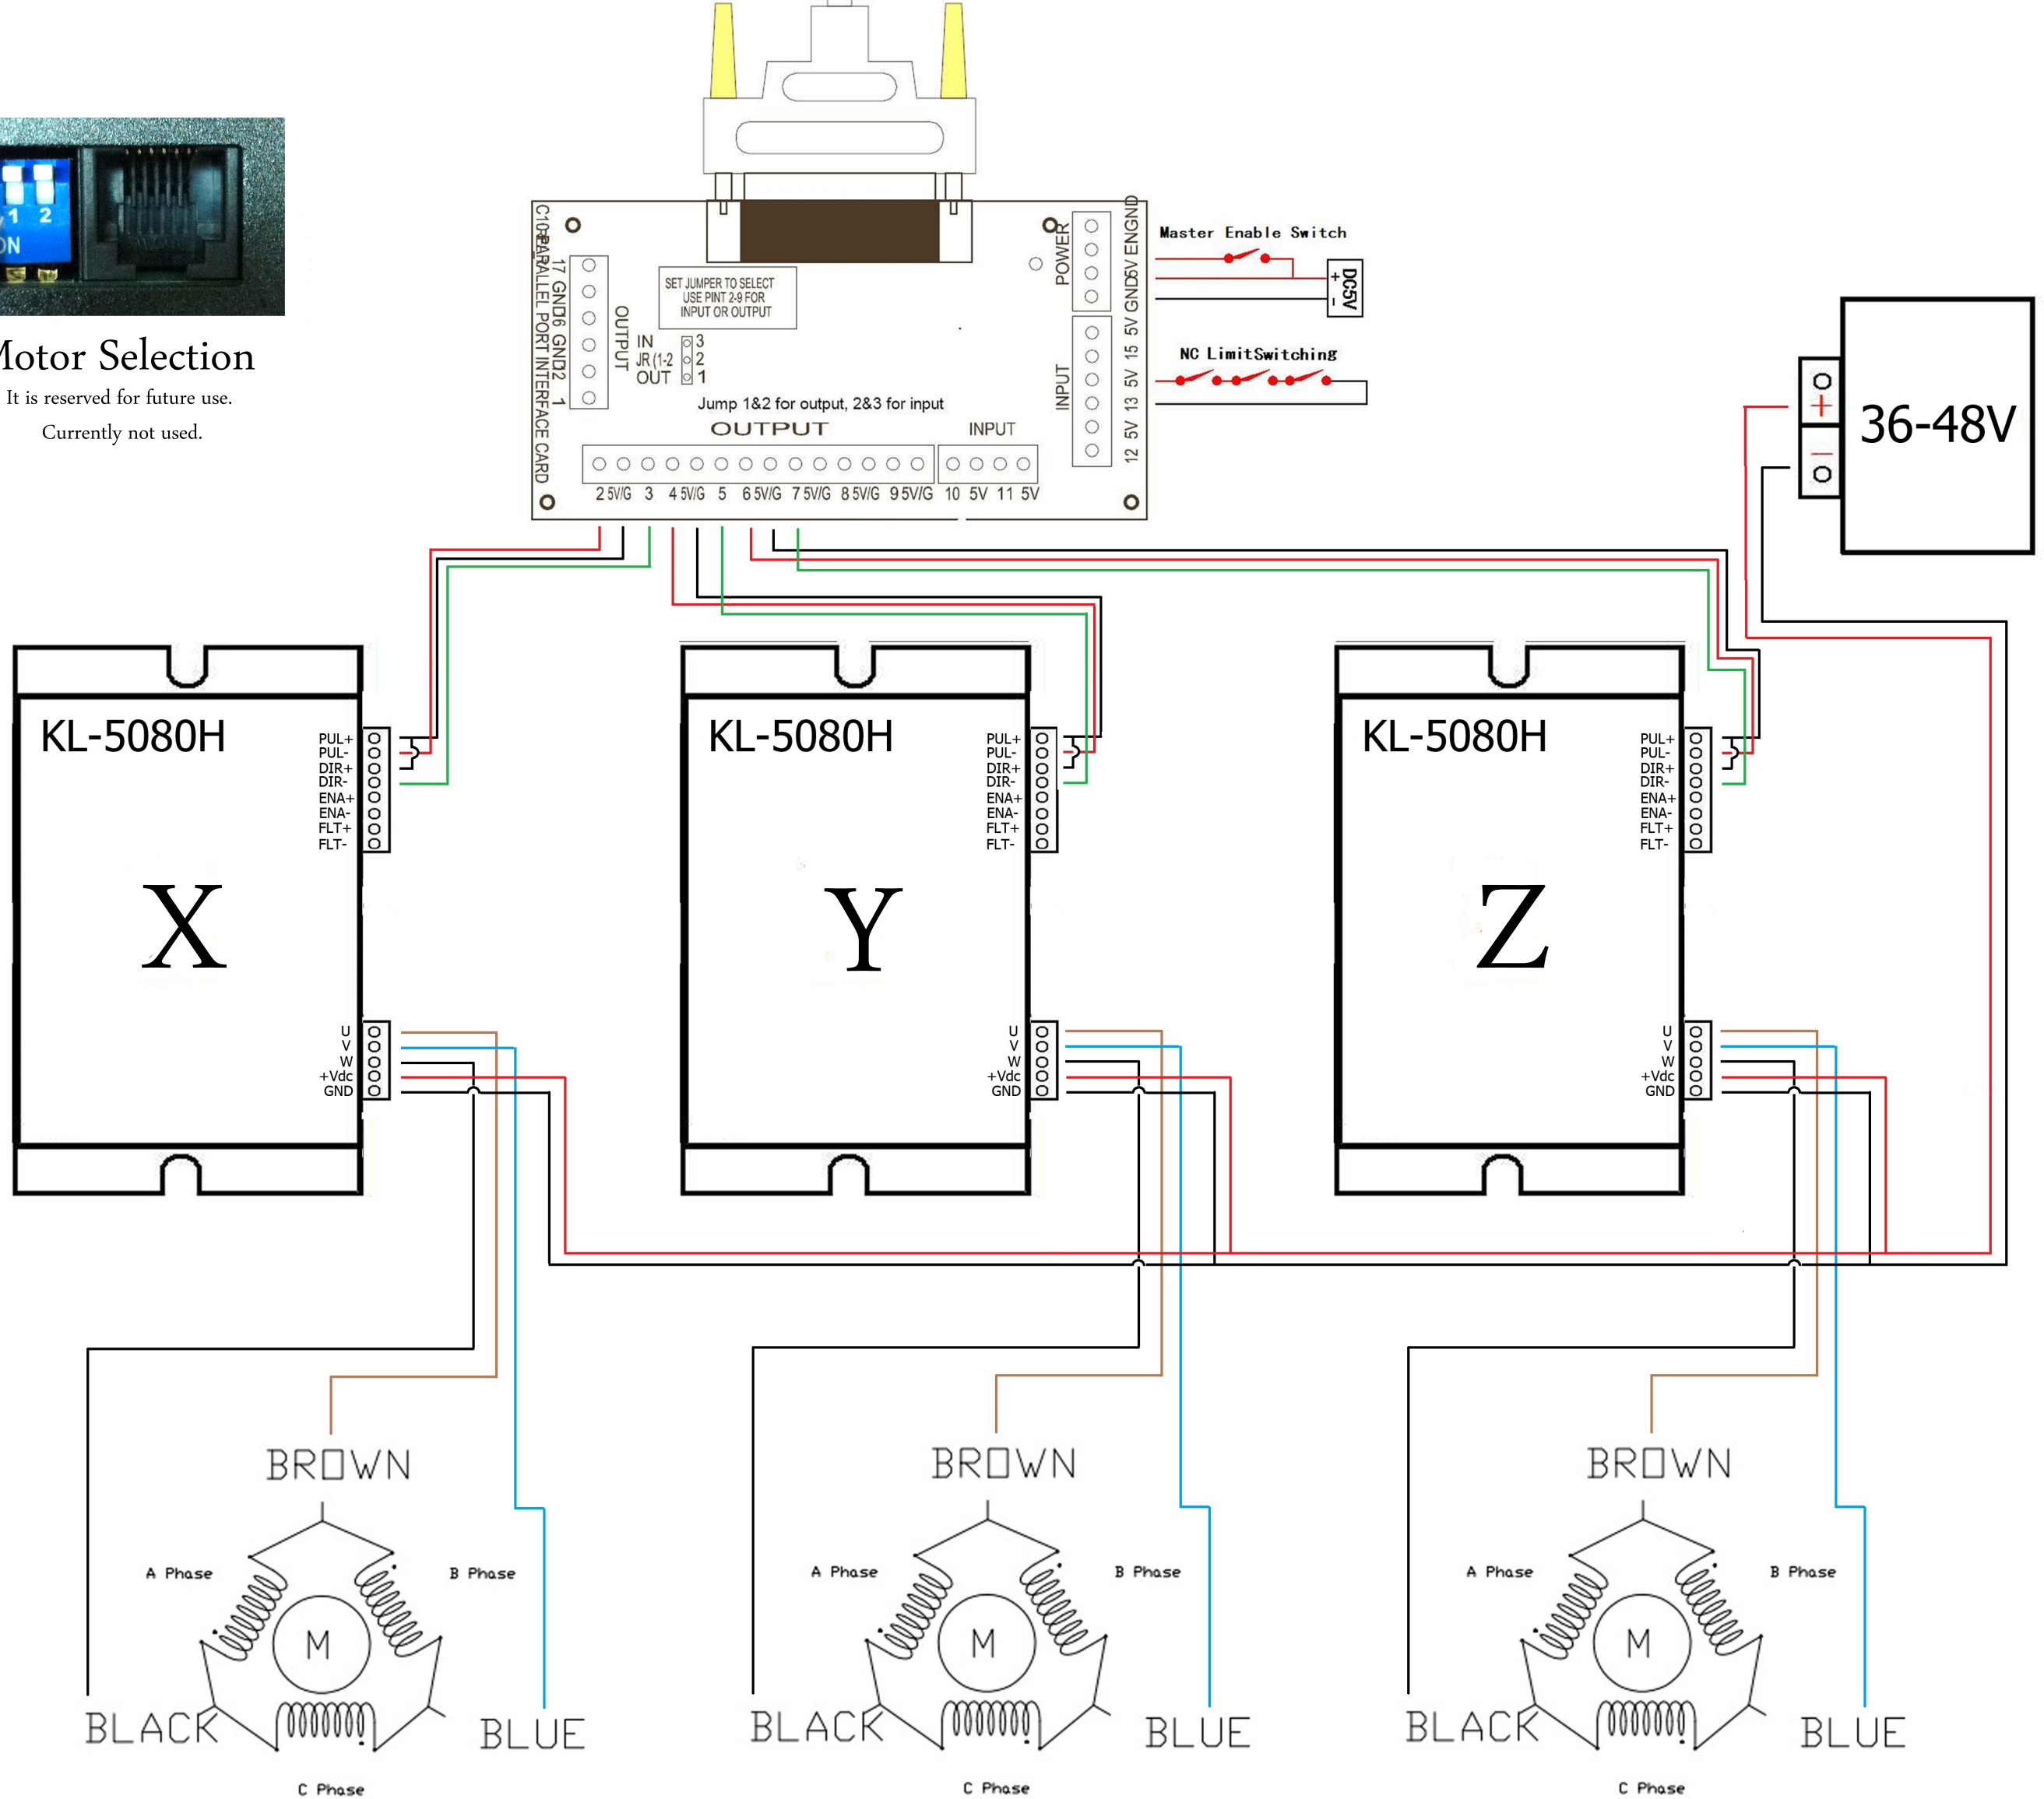 1 2
Motor Selection
It is reserved for future use.
Currently not used.
PARALLEL PORT INTERFACE CARD
17 GND 16 GND
1
OUTPUT
SET JUMPER TO SELECT
USE PINT 2-9 FOR
INPUT OR OUTPUT
IN 3
JR (1-2 2
OUT 1
Jump 1&2 for output, 2&3 for input
OUTPUT INPUT
2 5V/G 3 4 5V/G 5 6 5V/G 7 5V/G 8 5V/G 9 5V/G 10 5V 11 5V
POWER
GND 5V EN GND
INPUT
12 5V 13 5V 15 5V
Master Enable Switch
DC5V
+ -
NC LimitSwitching
+
-
36-48V
KL-5080H
PUL+
PUL-
DIR+
DIR-
ENA+
ENA-
FLT+
FLT-
X
U
V
W
+Vdc
GND
KL-5080H
PUL+
PUL-
DIR+
DIR-
ENA+
ENA-
FLT+
FLT-
Y
U
V
W
+Vdc
GND
KL-5080H
PUL+
PUL-
DIR+
DIR-
ENA+
ENA-
FLT+
FLT-
Z
U
V
W
+Vdc
GND
BROWN
A Phase
B Phase
M
BLACK
BLUE
C Phase
BROWN
A Phase
B Phase
M
BLACK
BLUE
C Phase
BROWN
A Phase
B Phase
M
BLACK
BLUE
C Phase